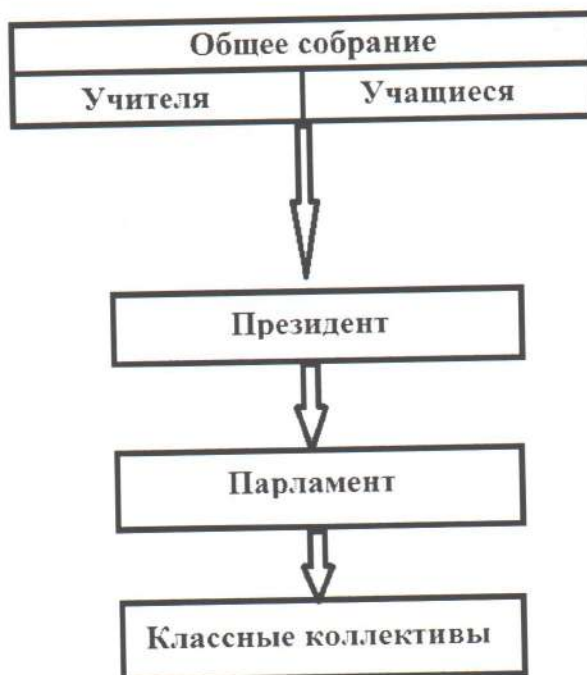 Общее собрание
Учителя Учащиеся
Президент
Парламент
Классные коллективы